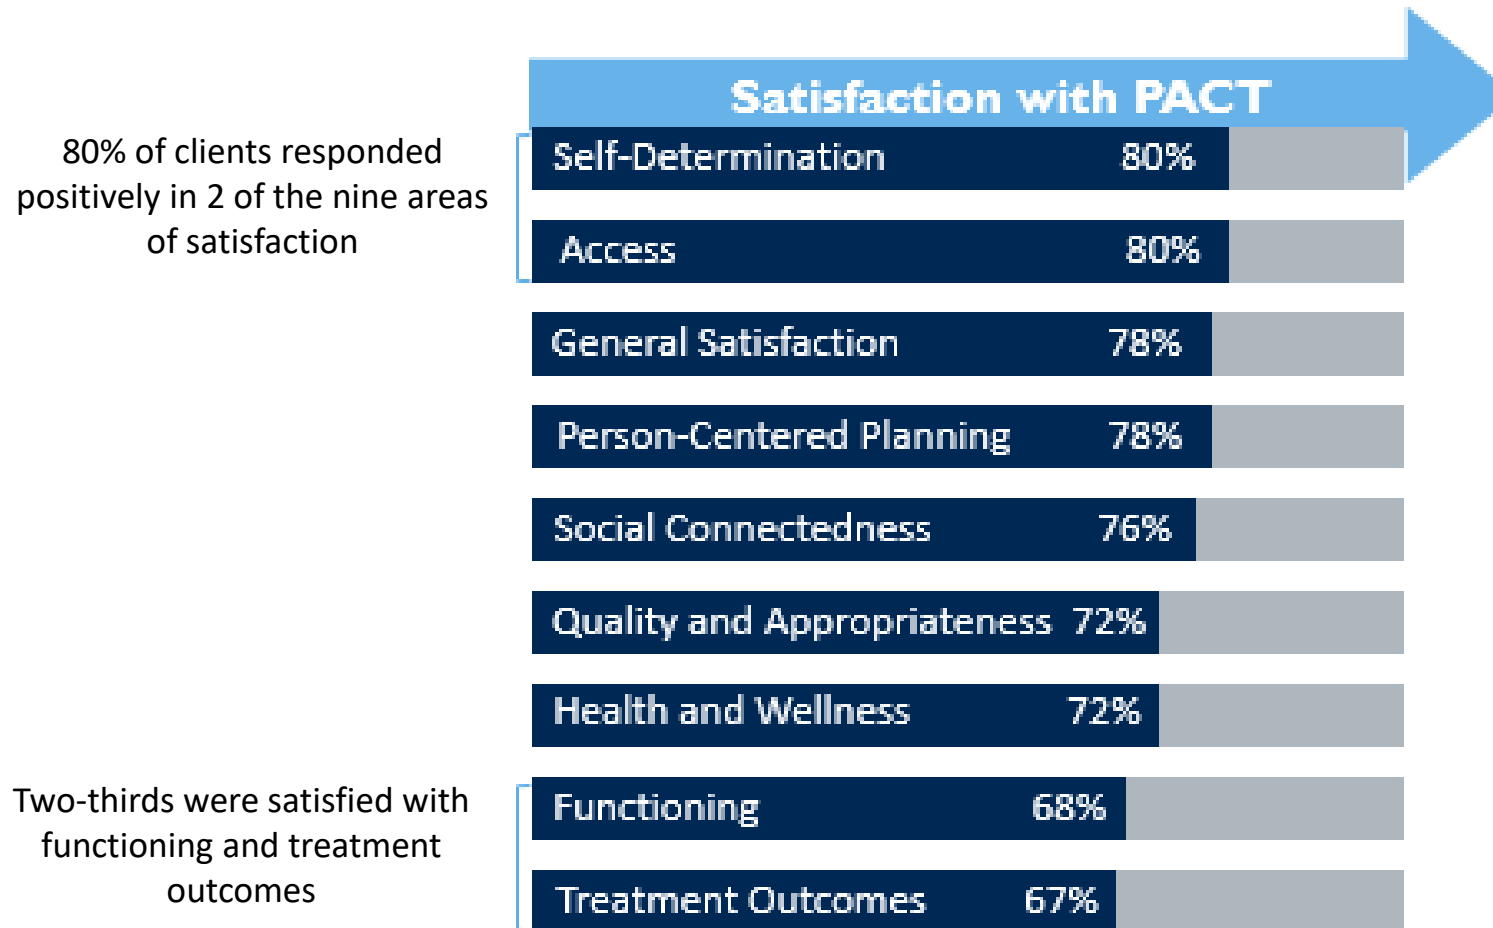 Satisfaction with PACT
80% of clients responded
positively in 2 of the nine areas
of satisfaction
Self-Determination 80%
Access 80%
General Satisfaction 78%
Person-Centered Planning 78%
Social Connectedness 76%
Quality and Appropriateness 72%
Health and Wellness 72%
Two-thirds were satisfied with
functioning and treatment
outcomes
Functioning 68%
Treatment Outcomes 67%